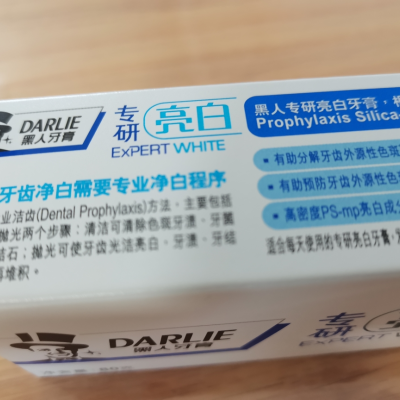 DARLIE
黑人牙膏
专研
亮白
EXPERT WHITE
黑人专研亮白牙膏，
Prophylaxis Silica
牙齿净白需要专业净白程序
业洁齿(Dental Prophylaxis)方法，主要包括
抛光两个步骤：清洁可清除色斑牙渍、牙菌
结石；抛光可使牙齿光洁亮白、牙渍、牙结
堆积。
有助分解牙齿外源性色斑
有助预防牙齿外源性色
高密度PS-mp亮白成分
适合每天使用的专研亮白牙膏，
DARLIE
黑人牙膏
专研
亮白
EXPERT WHITE